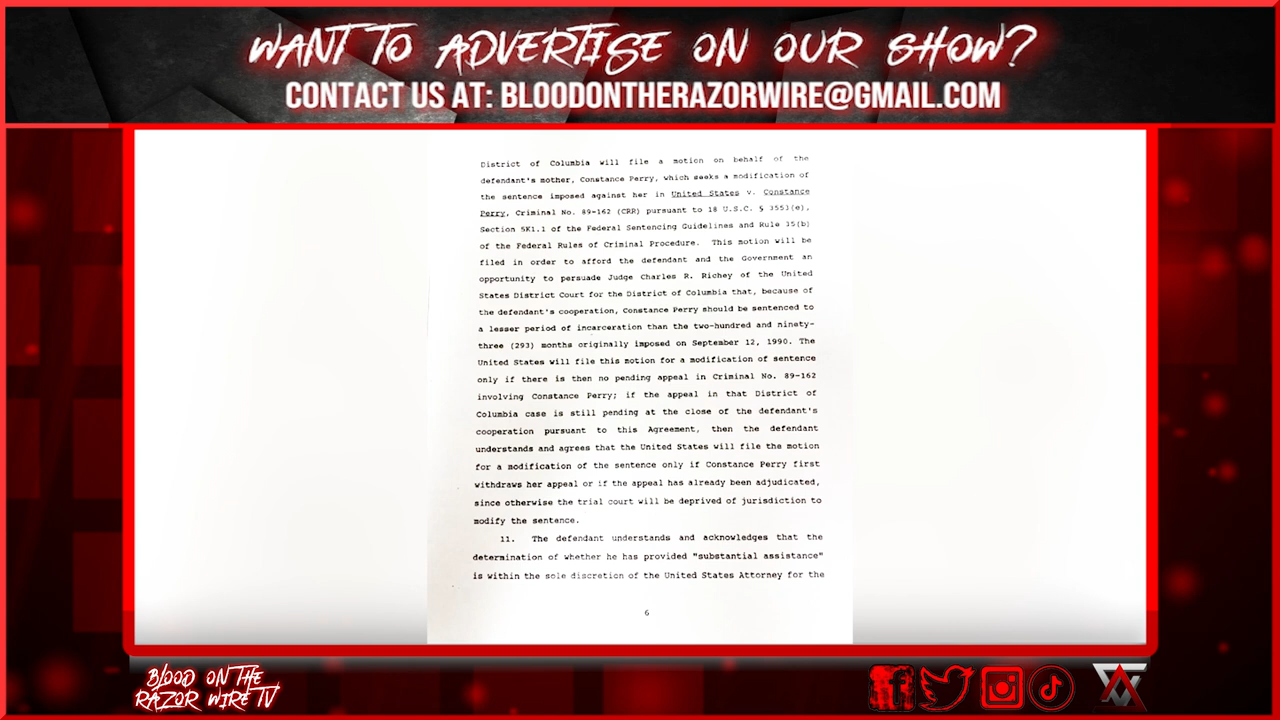 WANT TO ADVERTISE ON OUR SHOW?
CONTACT US AT: BLOODONTHERAZORWIRE@GMAIL.COM
District of Columbia will file a motion on behalf of the
defendant's mother, Constance Perry, which seeks a modification of
the sentence imposed against her in United States v. Constance
Perry, Criminal No. 89-162 (CRR) pursuant to 18 U.S.C. § 3553(e),
Section 5K1.1 of the Federal Sentencing Guidelines and Rule 35(b)
of the Federal Rules of Criminal Procedure. This motion will be
filed in order to afford the defendant and the Government an
opportunity to persuade Judge Charles R. Richey of the United
States District Court for the District of Columbia that, because of
the defendant's cooperation, Constance Perry should be sentenced to
a lesser period of incarceration than the two-hundred and ninety-
three (293) months originally imposed on September 12, 1990. The
United States will file this motion for a modification of sentence
only if there is then no pending appeal in Criminal No. 89-162
involving Constance Perry; if the appeal in that District of
Columbia case is still pending at the close of the defendant's
cooperation pursuant to this Agreement, then the defendant
understands and agrees that the United States will file the motion
for a modification of the sentence only if Constance Perry first
withdraws her appeal or if the appeal has already been adjudicated,
since otherwise the trial court will be deprived of jurisdiction to
modify the sentence.
11. The defendant understands and acknowledges that the
determination of whether he has provided "substantial assistance"
is within the sole discretion of the United States Attorney for the
6
BLOOD ON THE
RAZOR WIRE TV